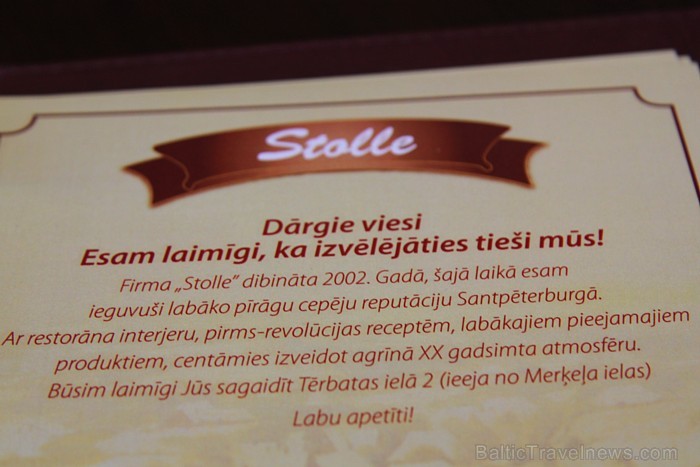 Stolle
Dārgie viesi
Esam laimīgi, ka izvēlējāties tieši mūs!
Firma „Stolle” dibināta 2002. Gadā, šajā laikā esam
ieguvuši labāko pīrāgu cepēju reputāciju Santpēterburgā.
Ar restorāna interjeru, pirms-revolūcijas receptēm, labākajiem pieejamajiem
produktiem, centāmies izveidot agrīnā XX gadsimta atmosfēru.
Būsim laimīgi Jūs sagaidīt Tērbatas ielā 2 (ieeja no Merķeļa ielas)
Labu apetīti!
BalticTravelnews.com